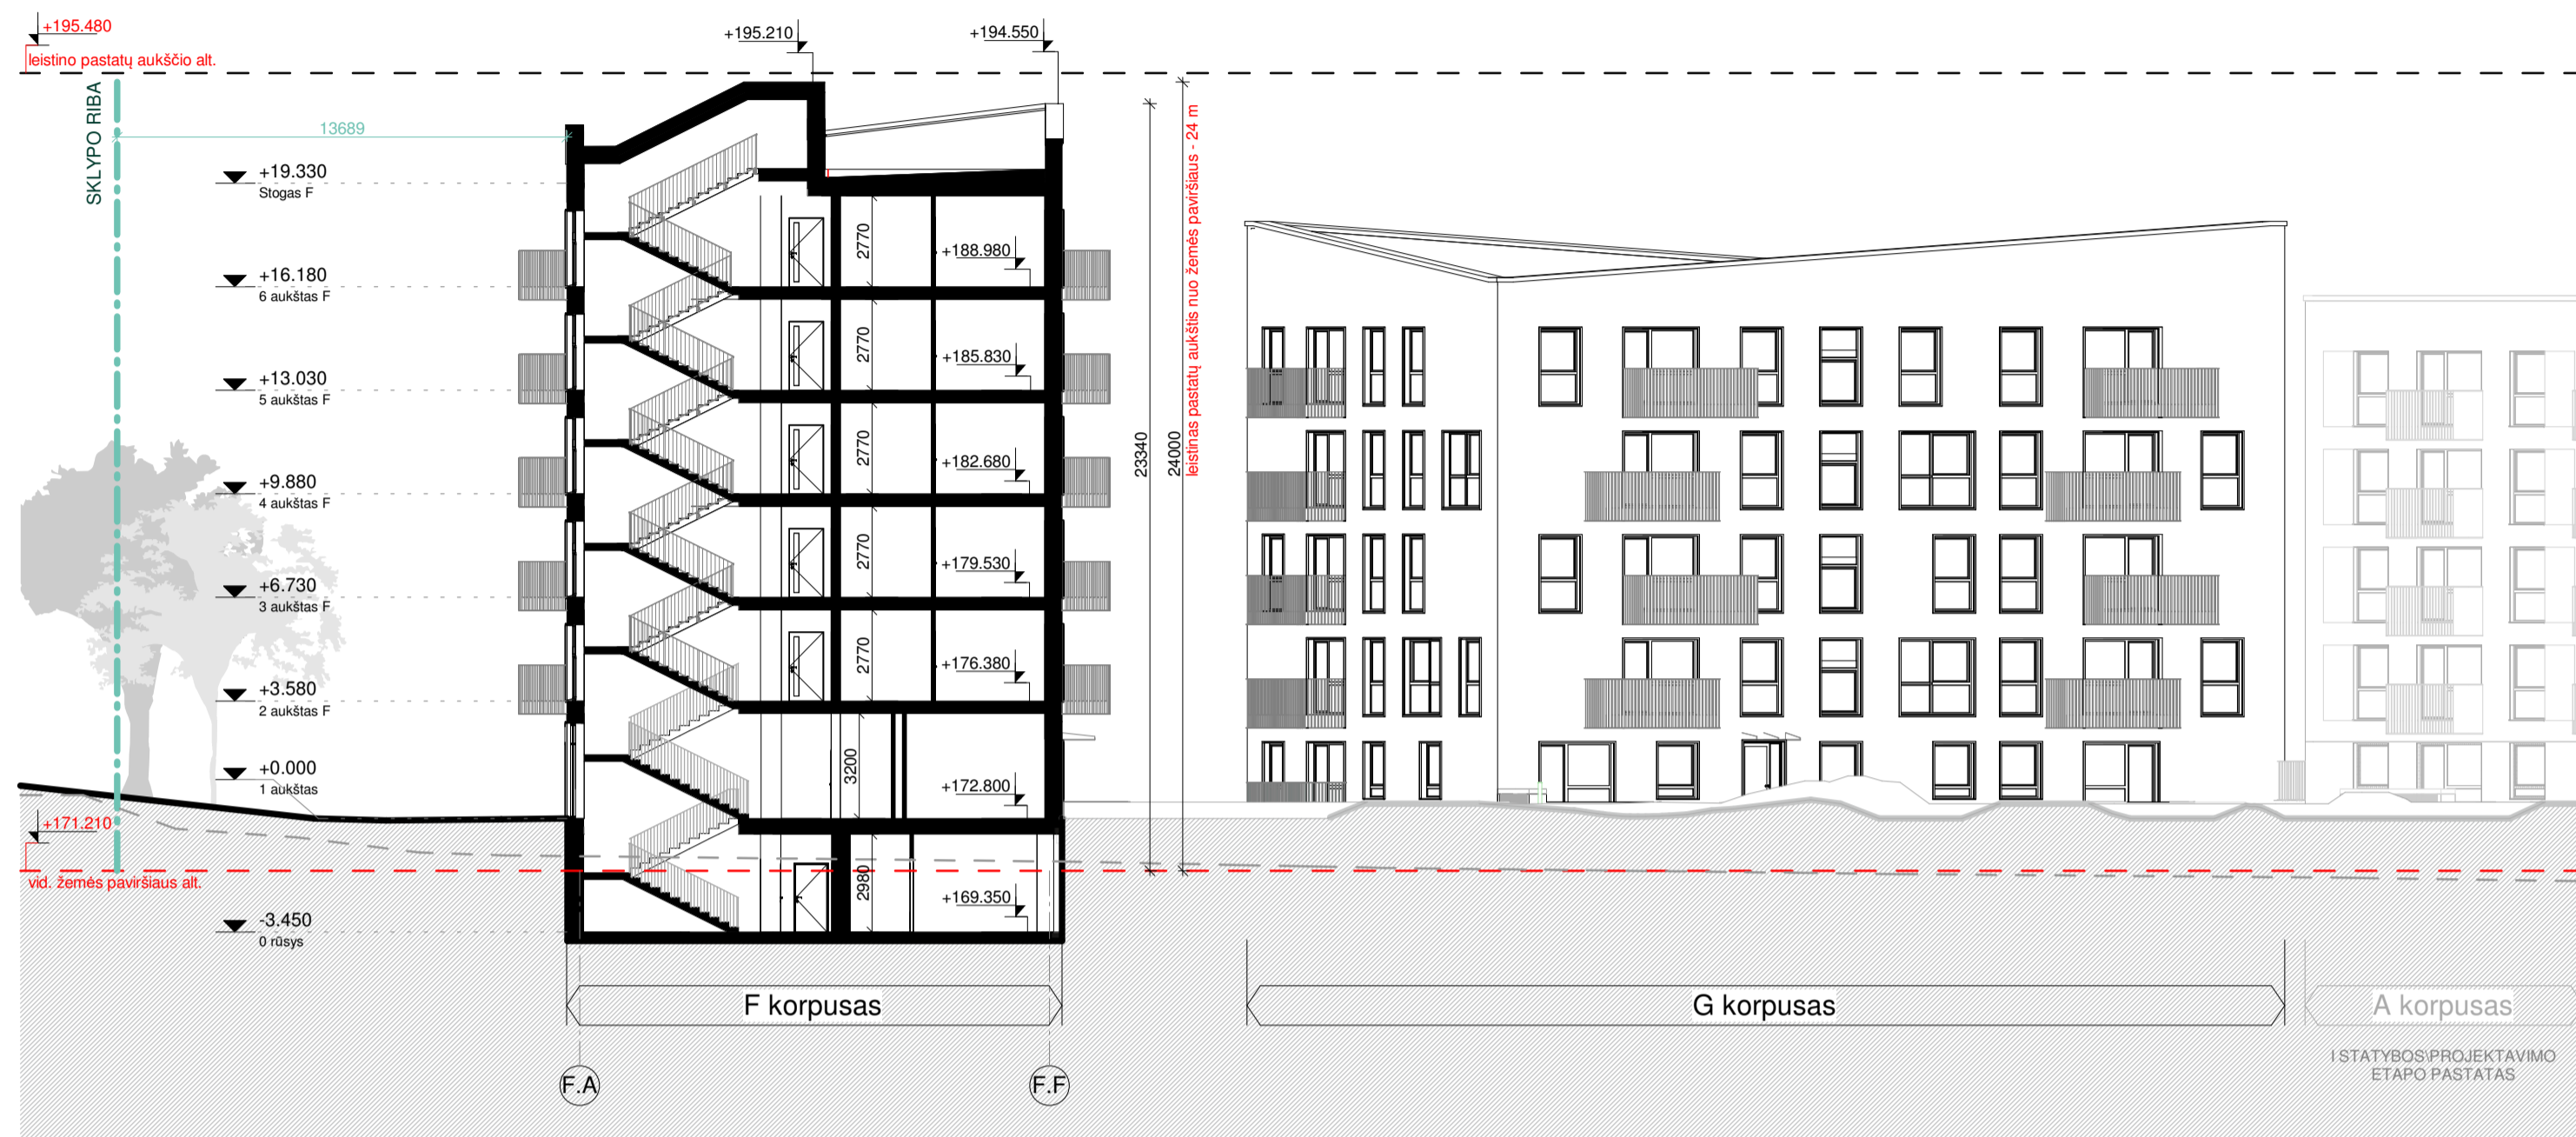 +195.480
leistino pastatų aukščio alt.
+195.210
+194.550
SKLYPO RIBA
13689
+19.330
Stogas F
+16.180
6 aukštas F
+13.030
5 aukštas F
+9.880
4 aukštas F
+6.730
3 aukštas F
+3.580
2 aukštas F
+0.000
1 aukštas
+171.210
vid. žemės paviršiaus alt.
-3.450
0 rūsys
2770
+188.980
2770
+185.830
2770
+182.680
2770
+179.530
2770
+176.380
3200
+172.800
2980
+169.350
23340
24000
leistinas pastatų aukštis nuo žemės paviršiaus - 24 m
F korpusas
G korpusas
A korpusas
I STATYBOS\PROJEKTAVIMO
ETAPO PASTATAS
F.A
F.F